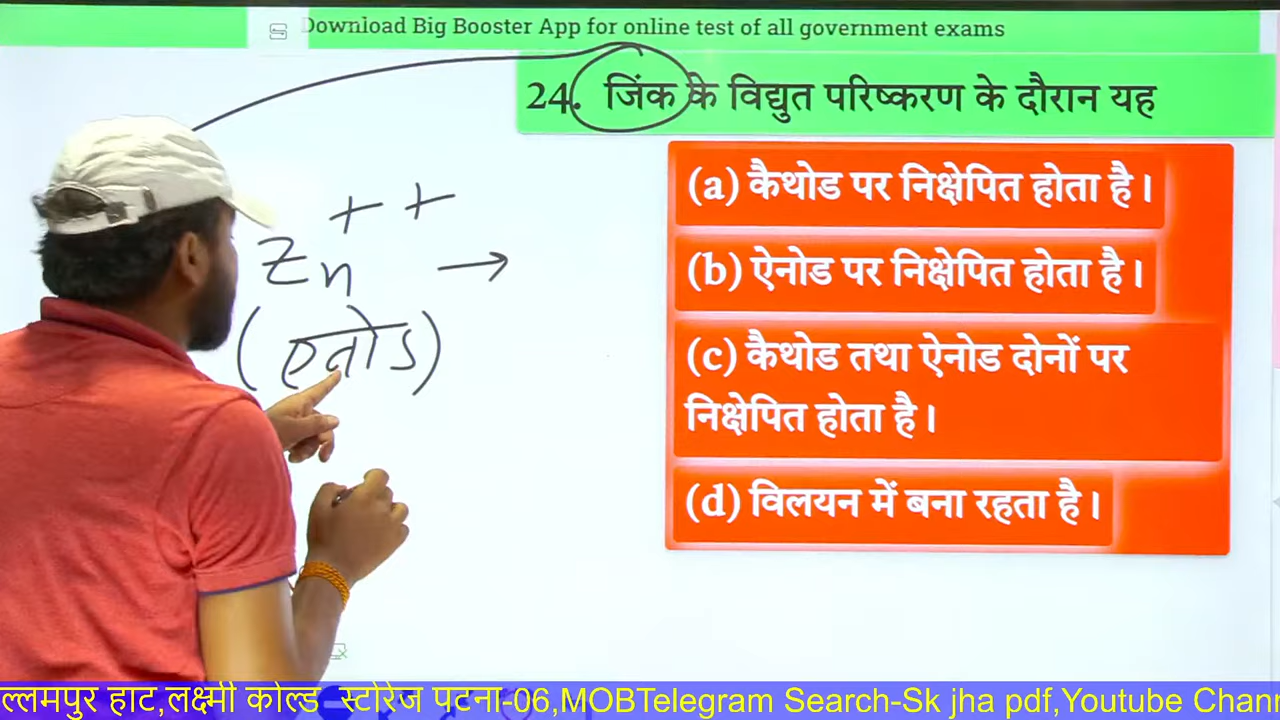 Download Big Booster App for online test of all government exams
24. जिंक के विद्युत परिष्करण के दौरान यह
(a) कैथोड पर निक्षेपित होता है।
(b) ऐनोड पर निक्षेपित होता है।
(c) कैथोड तथा ऐनोड दोनों पर
निक्षेपित होता है।
(d) विलयन में बना रहता है।
Zn++ →
(एनोड)
ल्लमपुर हाट,लक्ष्मी कोल्ड स्टोरेज पटना-06,MOBTelegram Search-Sk jha pdf,Youtube Chann